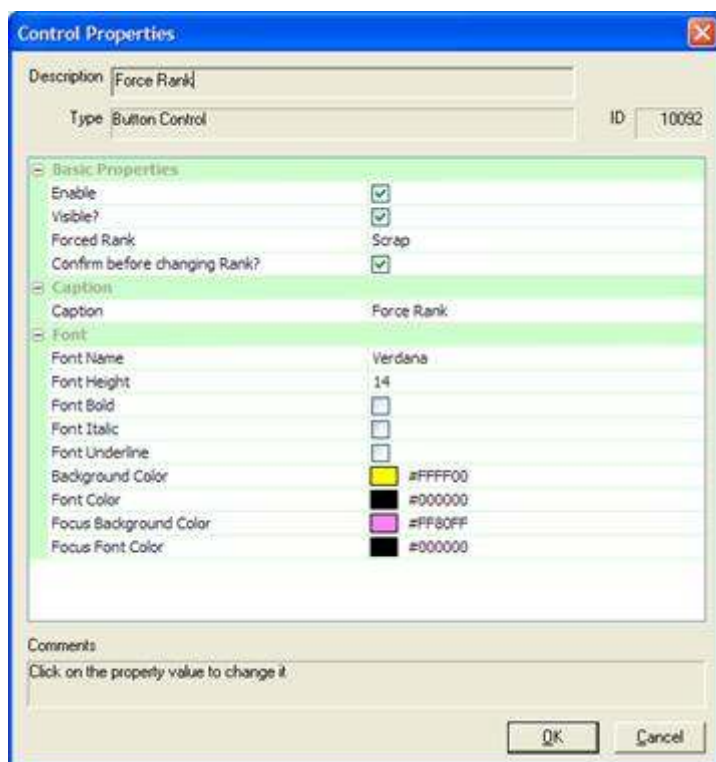 Control Properties
Description Force Rank
Type Button Control ID 10092
Basic Properties
Enable
Visible?
Forced Rank Scrap
Confirm before changing Rank?
Caption
Caption Force Rank
Font
Font Name Verdana
Font Height 14
Font Bold
Font Italic
Font Underline
Background Color #FFFF00
Font Color #000000
Focus Background Color #FF80FF
Focus Font Color #000000
Comments
Click on the property value to change it
OK Cancel